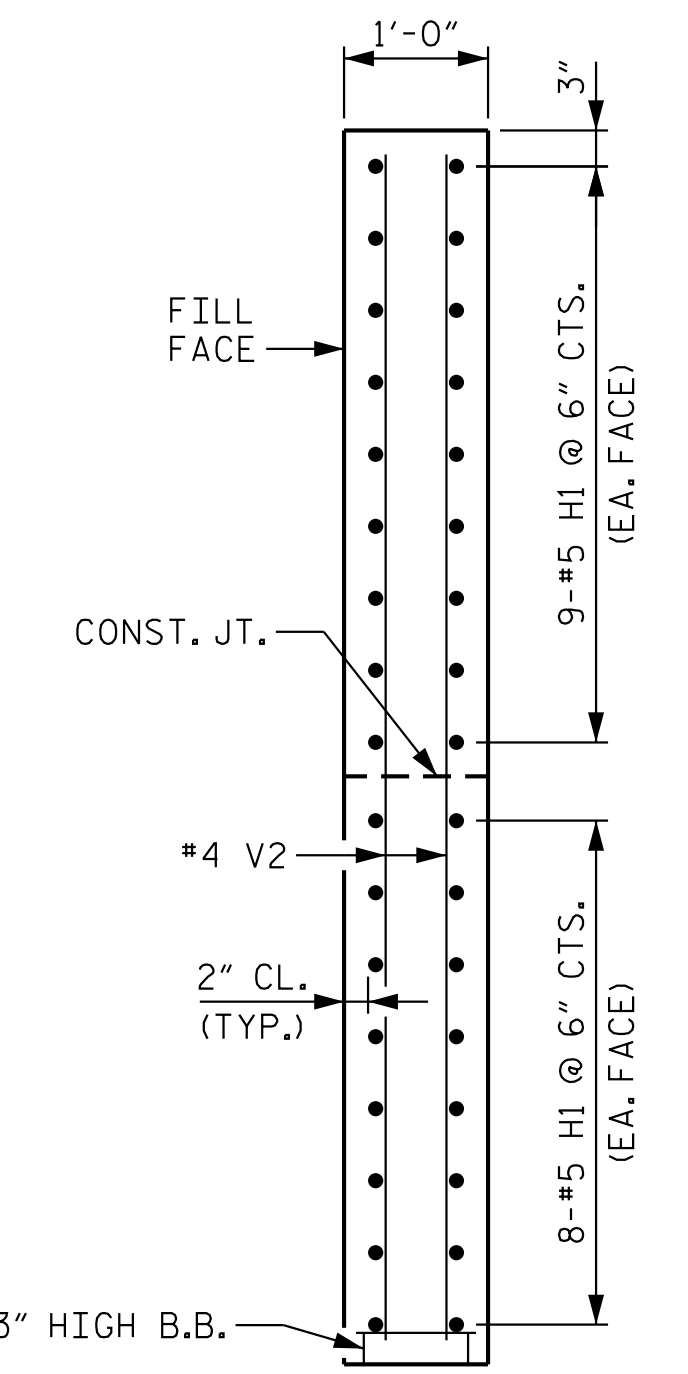 1'-0"
3"
FILL
FACE
9-#5 H1 @ 6" CTS.
(EA. FACE)
CONST. JT.
#4 V2
2" CL.
(TYP.)
8-#5 H1 @ 6" CTS.
(EA. FACE)
3" HIGH B.B.